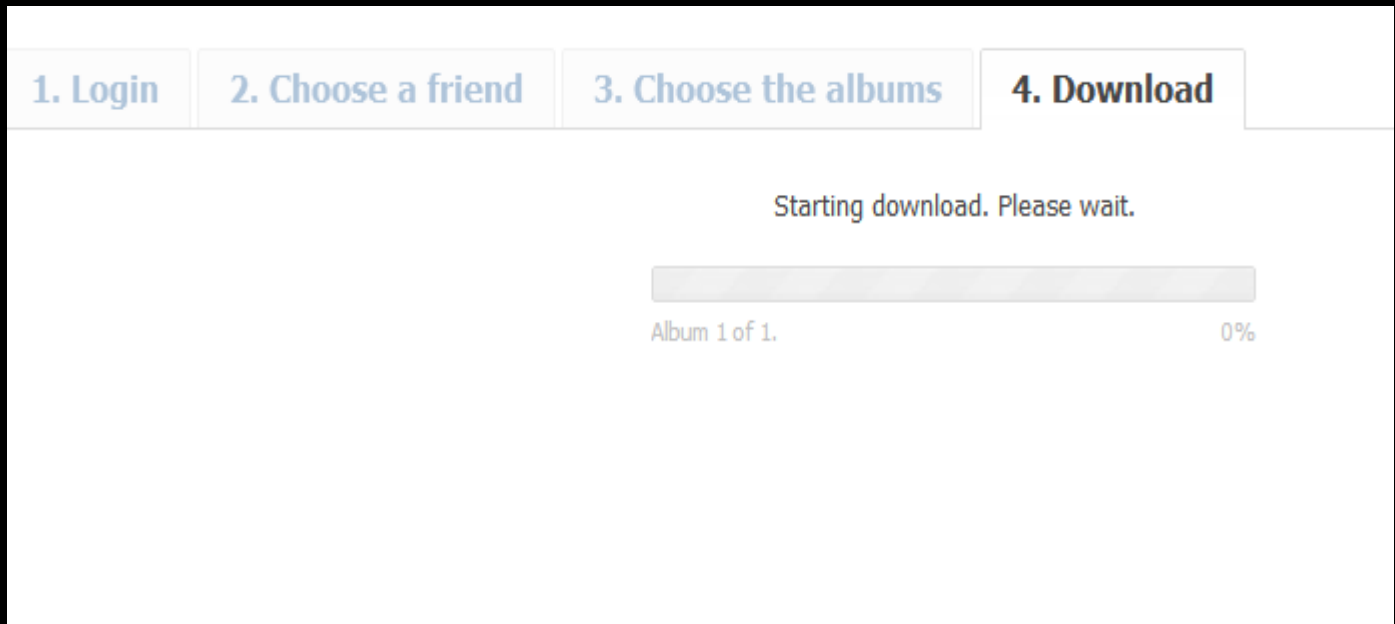 1. Login 2. Choose a friend 3. Choose the albums 4. Download
Starting download. Please wait.
Album 1 of 1. 0%